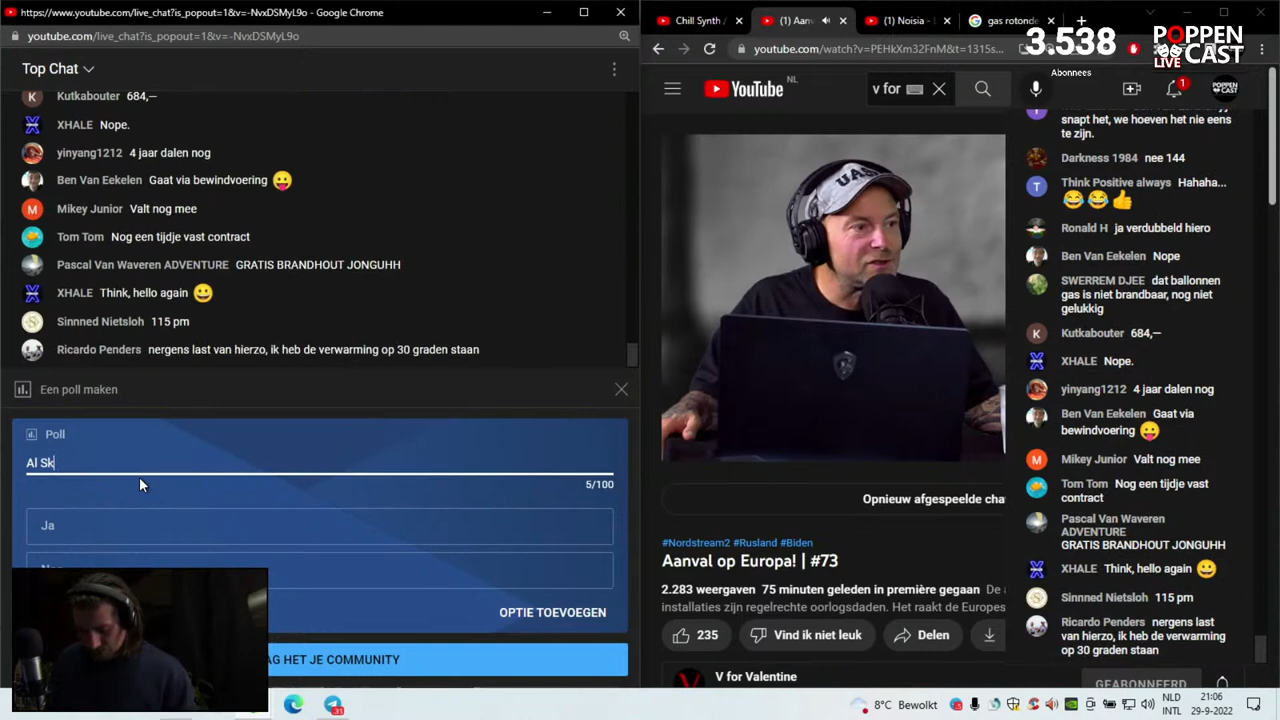 https://www.youtube.com/live_chat?is_popout=1&v=-NvxDSMyL9o - Google Chrome
youtube.com/live_chat?is_popout=1&v=-NvxDSMyL9o
Top Chat
Kutkabouter 684,—
XHALE Nope.
yinyang1212 4 jaar dalen nog
Ben Van Eekelen Gaat via bewindvoering 😛
Mikey Junior Valt nog mee
Tom Tom Nog een tijdje vast contract
Pascal Van Waveren ADVENTURE GRATIS BRANDHOUT JONGUHH
XHALE Think, hello again 😀
Sinnned Nietsloh 115 pm
Ricardo Penders nergens last van hierzo, ik heb de verwarming op 30 graden staan
Een poll maken
Poll
Al Sk
5/100
Ja
OPTIE TOEVOEGEN
AG HET JE COMMUNITY
Chill Synth /
(1) Aanv
(1) Noisia -
gas rotonde
youtube.com/watch?v=PEHkXm32FnM&t=1315s...
3.538
Abonnees
POPPEN
LIVE CAST
YouTube NL
v for
1
POPPEN
CAST
snapt het, we hoeven het nie eens
te zijn.
Darkness 1984 nee 144
Think Positive always Hahaha...
😂😂👍
Ronald H ja verdubbeld hiero
Ben Van Eekelen Nope
SWERREM DJEE dat ballonnen
gas is niet brandbaar, nog niet
gelukkig
Kutkabouter 684,—
XHALE Nope.
yinyang1212 4 jaar dalen nog
Ben Van Eekelen Gaat via
bewindvoering 😛
Mikey Junior Valt nog mee
Tom Tom Nog een tijdje vast
contract
Pascal Van Waveren
ADVENTURE
GRATIS BRANDHOUT JONGUHH
XHALE Think, hello again 😀
Sinnned Nietsloh 115 pm
Ricardo Penders nergens last
van hierzo, ik heb de verwarming
op 30 graden staan
UAS
Opnieuw afgespeelde cha
#Nordstream2 #Rusland #Biden
Aanval op Europa! | #73
2.283 weergaven 75 minuten geleden in première gegaan De a
installaties zijn regelrechte oorlogsdaden. Het raakt de Europes
235
Vind ik niet leuk
Delen
V for Valentine
GEABONNEERD
31
8°C Bewolkt
NLD
INTL
21:06
29-9-2022